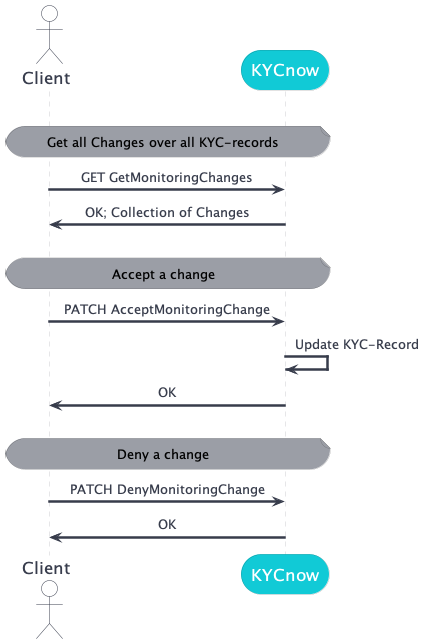 Client
KYCnow
Get all Changes over all KYC-records
GET GetMonitoringChanges
OK; Collection of Changes
Accept a change
PATCH AcceptMonitoringChange
Update KYC-Record
OK
Deny a change
PATCH DenyMonitoringChange
OK
Client
KYCnow